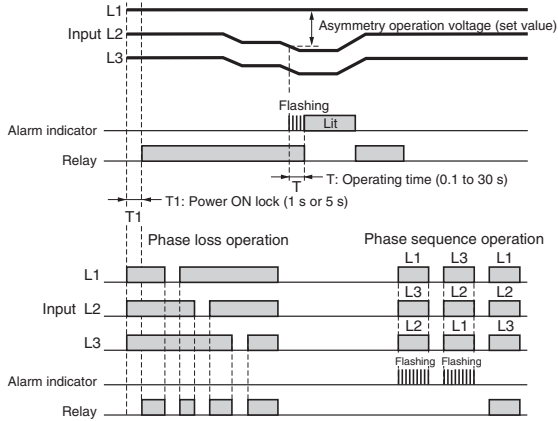 L1
Asymmetry operation voltage (set value)
Input L2
L3
Flashing
Lit
Alarm indicator
Relay
T
T: Operating time (0.1 to 30 s)
T1: Power ON lock (1 s or 5 s)
T1
Phase loss operation
Phase sequence operation
L1 L3 L1
L1
L3 L2 L2
Input L2
L2 L1 L3
L3
Flashing Flashing
Alarm indicator
Relay